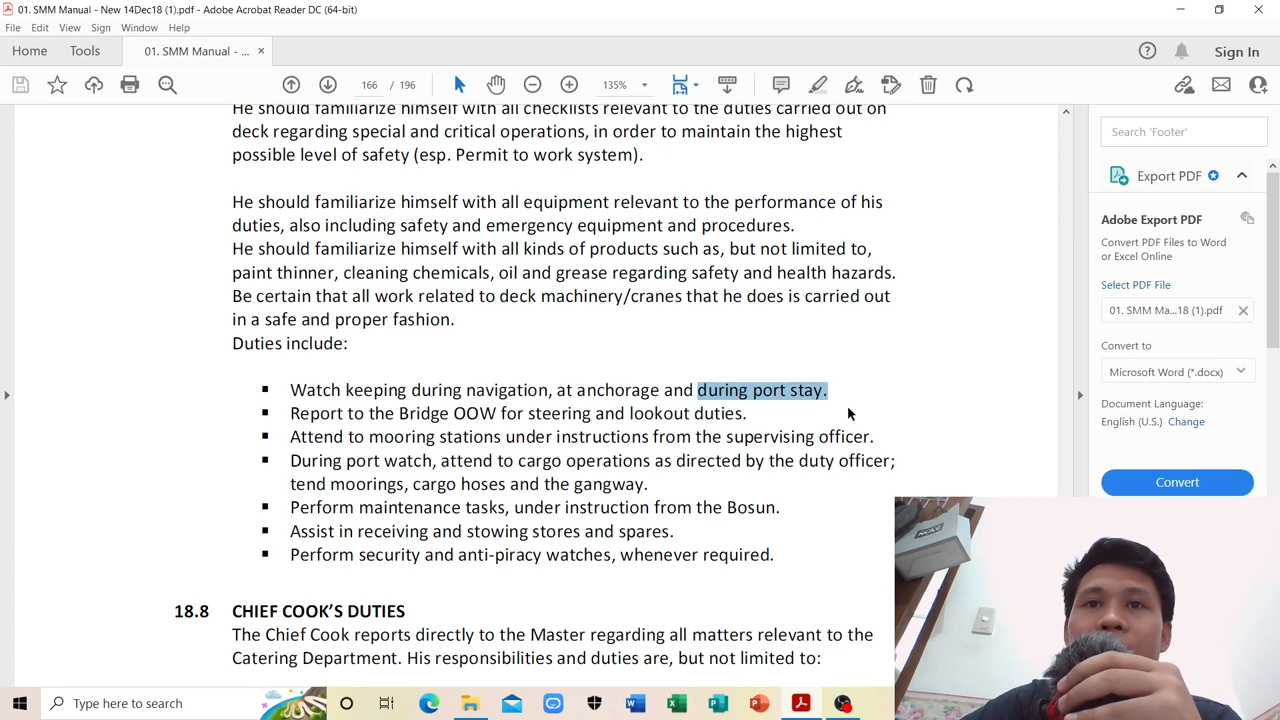 01. SMM Manual - New 14Dec18 (1).pdf - Adobe Acrobat Reader DC (64-bit)
File Edit View Sign Window Help
Home Tools 01. SMM Manual - ... × Sign In
166 / 196 135%
He should familiarize himself with all checklists relevant to the duties carried out on
deck regarding special and critical operations, in order to maintain the highest
possible level of safety (esp. Permit to work system).
He should familiarize himself with all equipment relevant to the performance of his
duties, also including safety and emergency equipment and procedures.
He should familiarize himself with all kinds of products such as, but not limited to,
paint thinner, cleaning chemicals, oil and grease regarding safety and health hazards.
Be certain that all work related to deck machinery/cranes that he does is carried out
in a safe and proper fashion.
Duties include:
▪ Watch keeping during navigation, at anchorage and during port stay.
▪ Report to the Bridge OOW for steering and lookout duties.
▪ Attend to mooring stations under instructions from the supervising officer.
▪ During port watch, attend to cargo operations as directed by the duty officer;
tend moorings, cargo hoses and the gangway.
▪ Perform maintenance tasks, under instruction from the Bosun.
▪ Assist in receiving and stowing stores and spares.
▪ Perform security and anti-piracy watches, whenever required.
18.8 CHIEF COOK'S DUTIES
The Chief Cook reports directly to the Master regarding all matters relevant to the
Catering Department. His responsibilities and duties are, but not limited to:
Search 'Footer'
Export PDF
Adobe Export PDF
Convert PDF Files to Word
or Excel Online
Select PDF File
01. SMM Ma...18 (1).pdf
Convert to
Microsoft Word (*.docx)
Document Language:
English (U.S.) Change
Convert
Type here to search